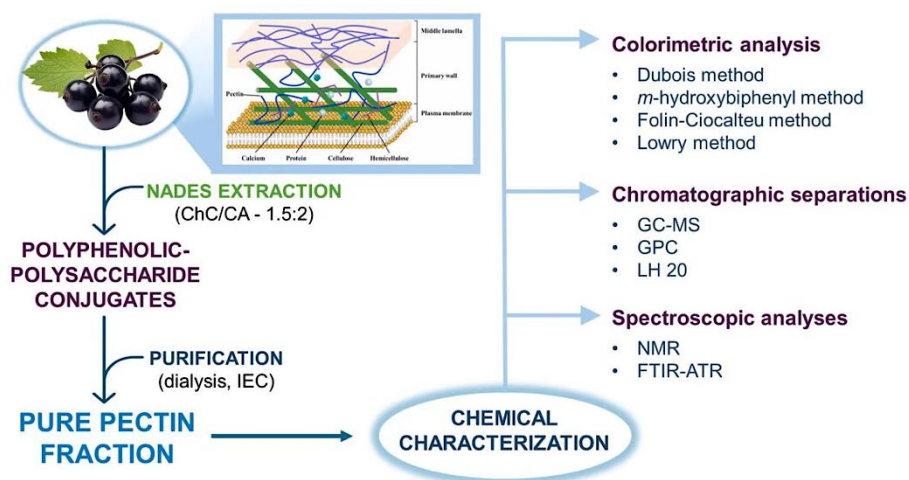 Middle lamella
Primary wall
Pectin
Plasma membrane
Calcium
Protein
Cellulose
Hemicellulose
NADES EXTRACTION
(ChC/CA - 1.5:2)
POLYPHENOLIC-
POLYSACCHARIDE
CONJUGATES
PURIFICATION
(dialysis, IEC)
PURE PECTIN
FRACTION
CHEMICAL
CHARACTERIZATION
Colorimetric analysis
• Dubois method
• m-hydroxybiphenyl method
• Folin-Ciocalteu method
• Lowry method
Chromatographic separations
• GC-MS
• GPC
• LH 20
Spectroscopic analyses
• NMR
• FTIR-ATR